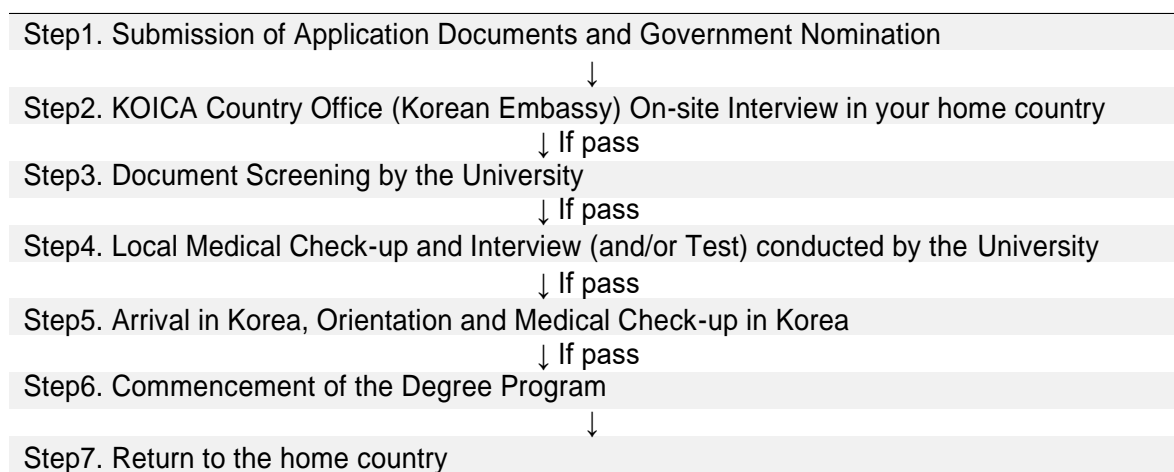 Step1. Submission of Application Documents and Government Nomination
↓
Step2. KOICA Country Office (Korean Embassy) On-site Interview in your home country
↓ If pass
Step3. Document Screening by the University
↓ If pass
Step4. Local Medical Check-up and Interview (and/or Test) conducted by the University
↓ If pass
Step5. Arrival in Korea, Orientation and Medical Check-up in Korea
↓ If pass
Step6. Commencement of the Degree Program
↓
Step7. Return to the home country